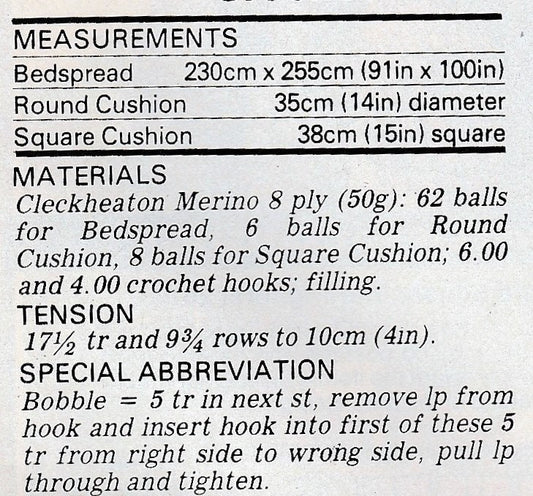 MEASUREMENTS
Bedspread 230cm x 255cm (91in x 100in)
Round Cushion 35cm (14in) diameter
Square Cushion 38cm (15in) square
MATERIALS
Cleckheaton Merino 8 ply (50g): 62 balls
for Bedspread, 6 balls for Round
Cushion, 8 balls for Square Cushion; 6.00
and 4.00 crochet hooks; filling.
TENSION
17½ tr and 9¾ rows to 10cm (4in).
SPECIAL ABBREVIATION
Bobble = 5 tr in next st, remove lp from
hook and insert hook into first of these 5
tr from right side to wrong side, pull lp
through and tighten.